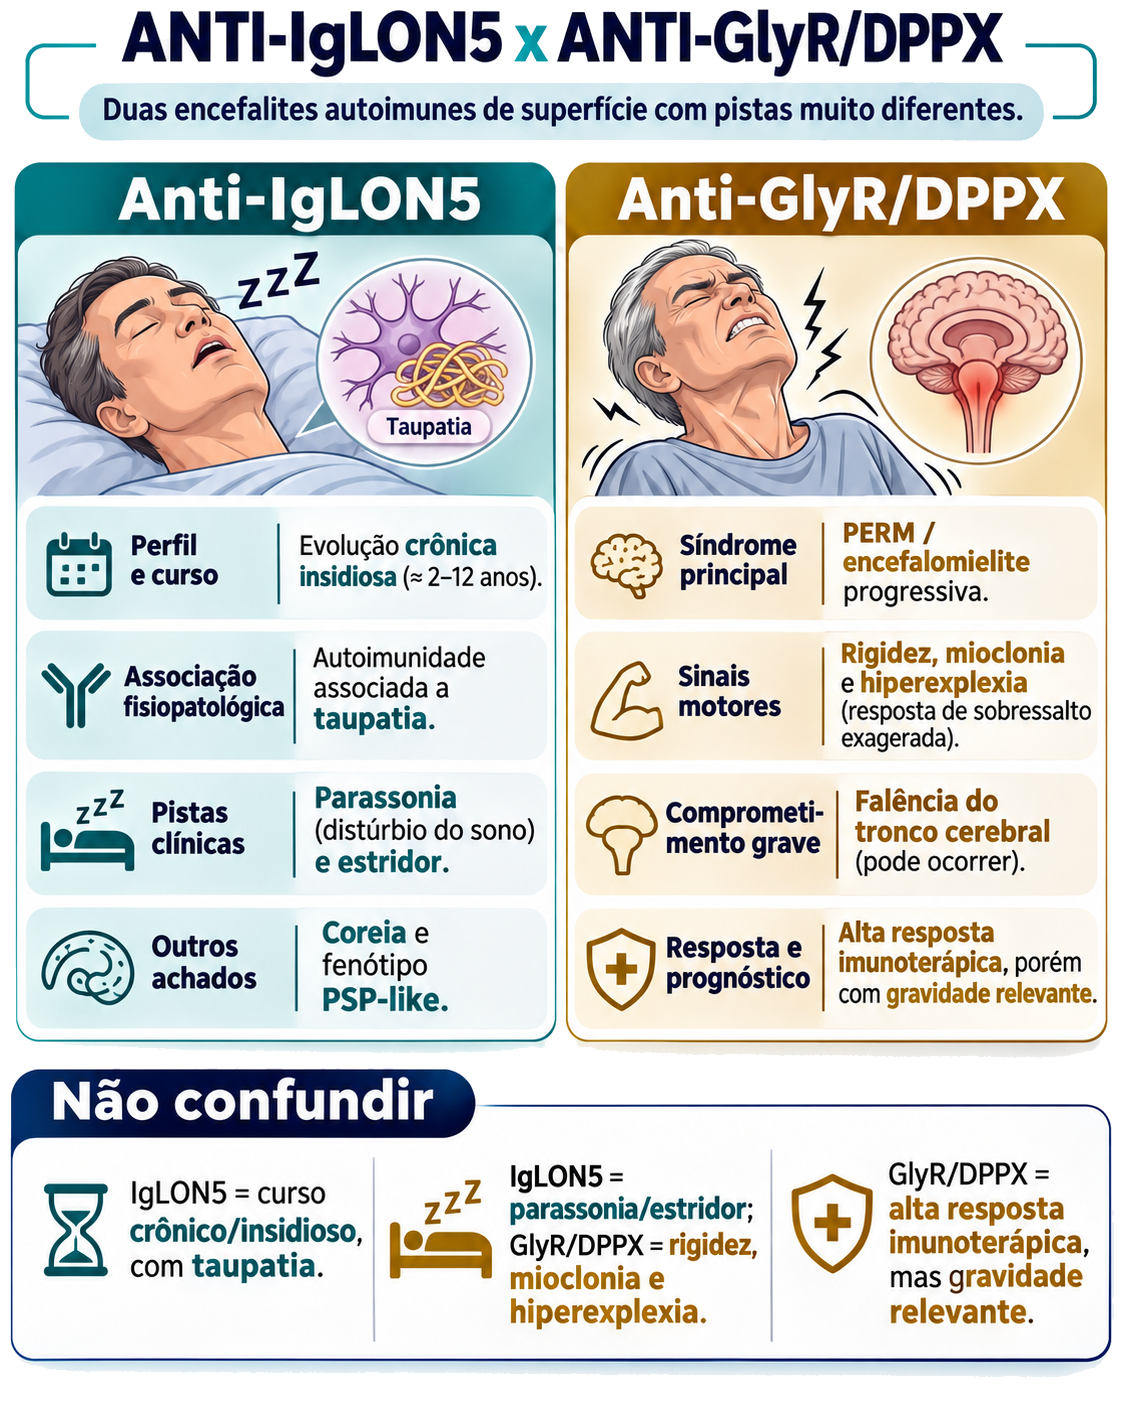 ANTI-IgLON5 x ANTI-GlyR/DPPX
Duas encefalites autoimunes de superfície com pistas muito diferentes.
Anti-IgLON5
zzZ
Taupatia
Perfil
e curso
Evolução crônica
insidiosa (≈ 2–12 anos).
Associação
fisiopatológica
Autoimunidade
associada a
taupatia.
zzZ
Pistas
clínicas
Parassonia
(distúrbio do sono)
e estridor.
Outros
achados
Coreia e
fenótipo
PSP-like.
Anti-GlyR/DPPX
Síndrome
principal
PERM /
encefalomielite
progressiva.
Sinais
motores
Rigidez, mioclonia
e hiperexplexia
(resposta de sobressalto
exagerada).
Comprometi-
mento grave
Falência do
tronco cerebral
(pode ocorrer).
Resposta e
prognóstico
Alta resposta
imunoterápica, porém
com gravidade relevante.
Não confundir
IgLON5 = curso
crônico/insidioso,
com taupatia.
zzZ
IgLON5 =
parassonia/estridor;
GlyR/DPPX = rigidez,
mioclonia e
hiperexplexia.
GlyR/DPPX =
alta resposta
imunoterápica,
mas gravidade
relevante.